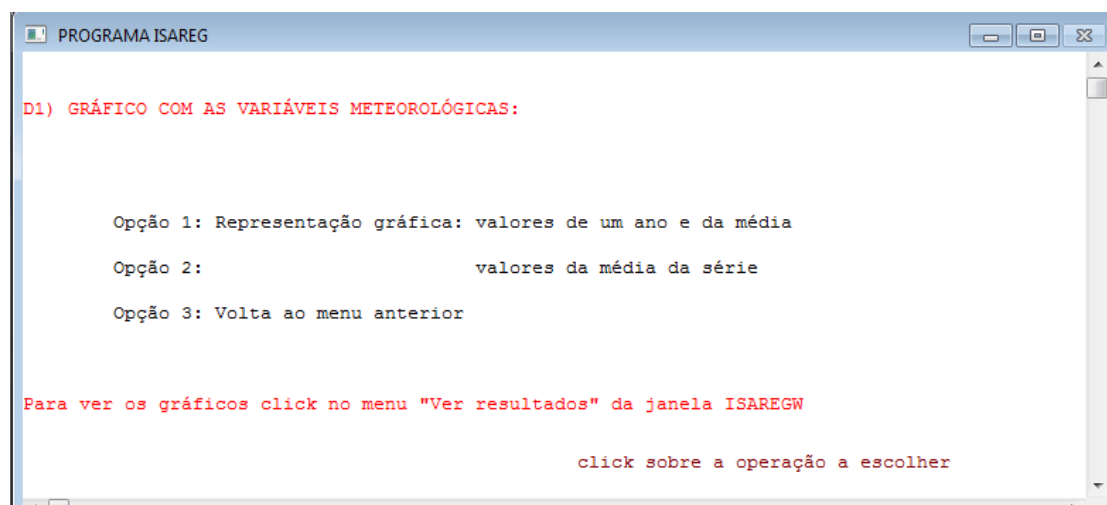 PROGRAMA ISAREG
D1) GRÁFICO COM AS VARIÁVEIS METEOROLÓGICAS:
Opção 1: Representação gráfica: valores de um ano e da média
Opção 2: valores da média da série
Opção 3: Volta ao menu anterior
Para ver os gráficos click no menu "Ver resultados" da janela ISAREGW
click sobre a operação a escolher